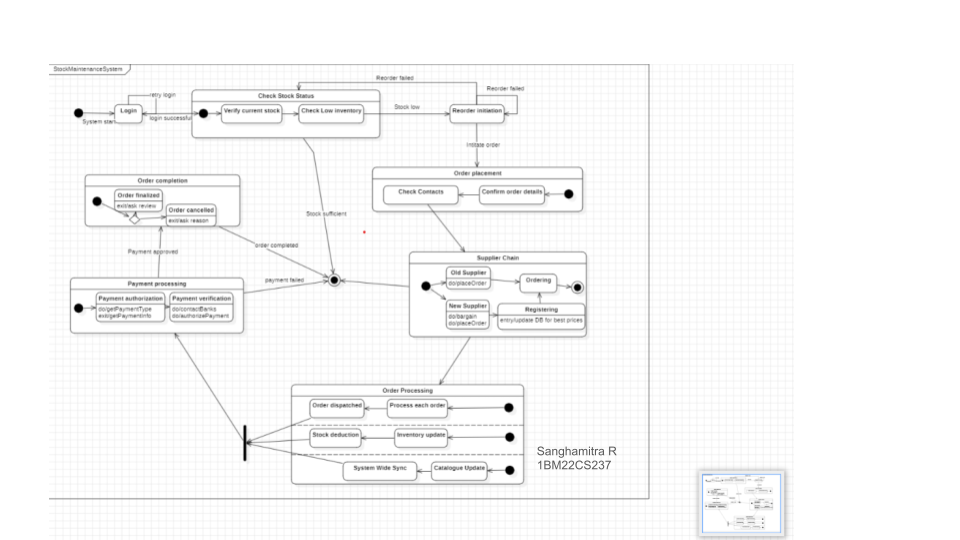 StockMaintenanceSystem
Reorder failed
Reorder failed
retry login
Check Stock Status
Login
Verify current stock
Check Low inventory
Stock low
Reorder initiation
System start
login successful
Initiate order
Order placement
Check Contacts
Confirm order details
Order completion
Order finalized
exit/ask review
Order cancelled
exit/ask reason
Stock sufficient
order completed
Payment approved
Supplier Chain
Old Supplier
do/placeOrder
Ordering
New Supplier
do/bargain
do/placeOrder
Registering
entry/update DB for best prices
payment failed
Payment processing
Payment authorization
do/getPaymentType
exit/getPaymentInfo
Payment verification
do/contactBanks
do/authorizePayment
Order Processing
Order dispatched
Process each order
Stock deduction
Inventory update
System Wide Sync
Catalogue Update
Sanghamitra R
1BM22CS237